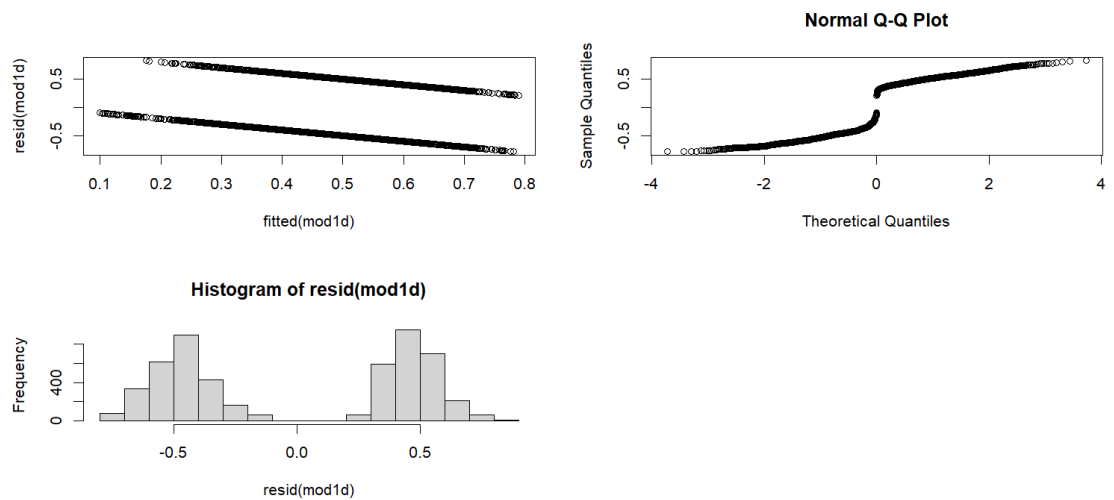 resid(mod1d)
0.5
-0.5
0.1 0.2 0.3 0.4 0.5 0.6 0.7 0.8
fitted(mod1d)
Normal Q-Q Plot
Sample Quantiles
0.5
-0.5
-4 -2 0 2 4
Theoretical Quantiles
Histogram of resid(mod1d)
Frequency
400
0
-0.5 0.0 0.5
resid(mod1d)